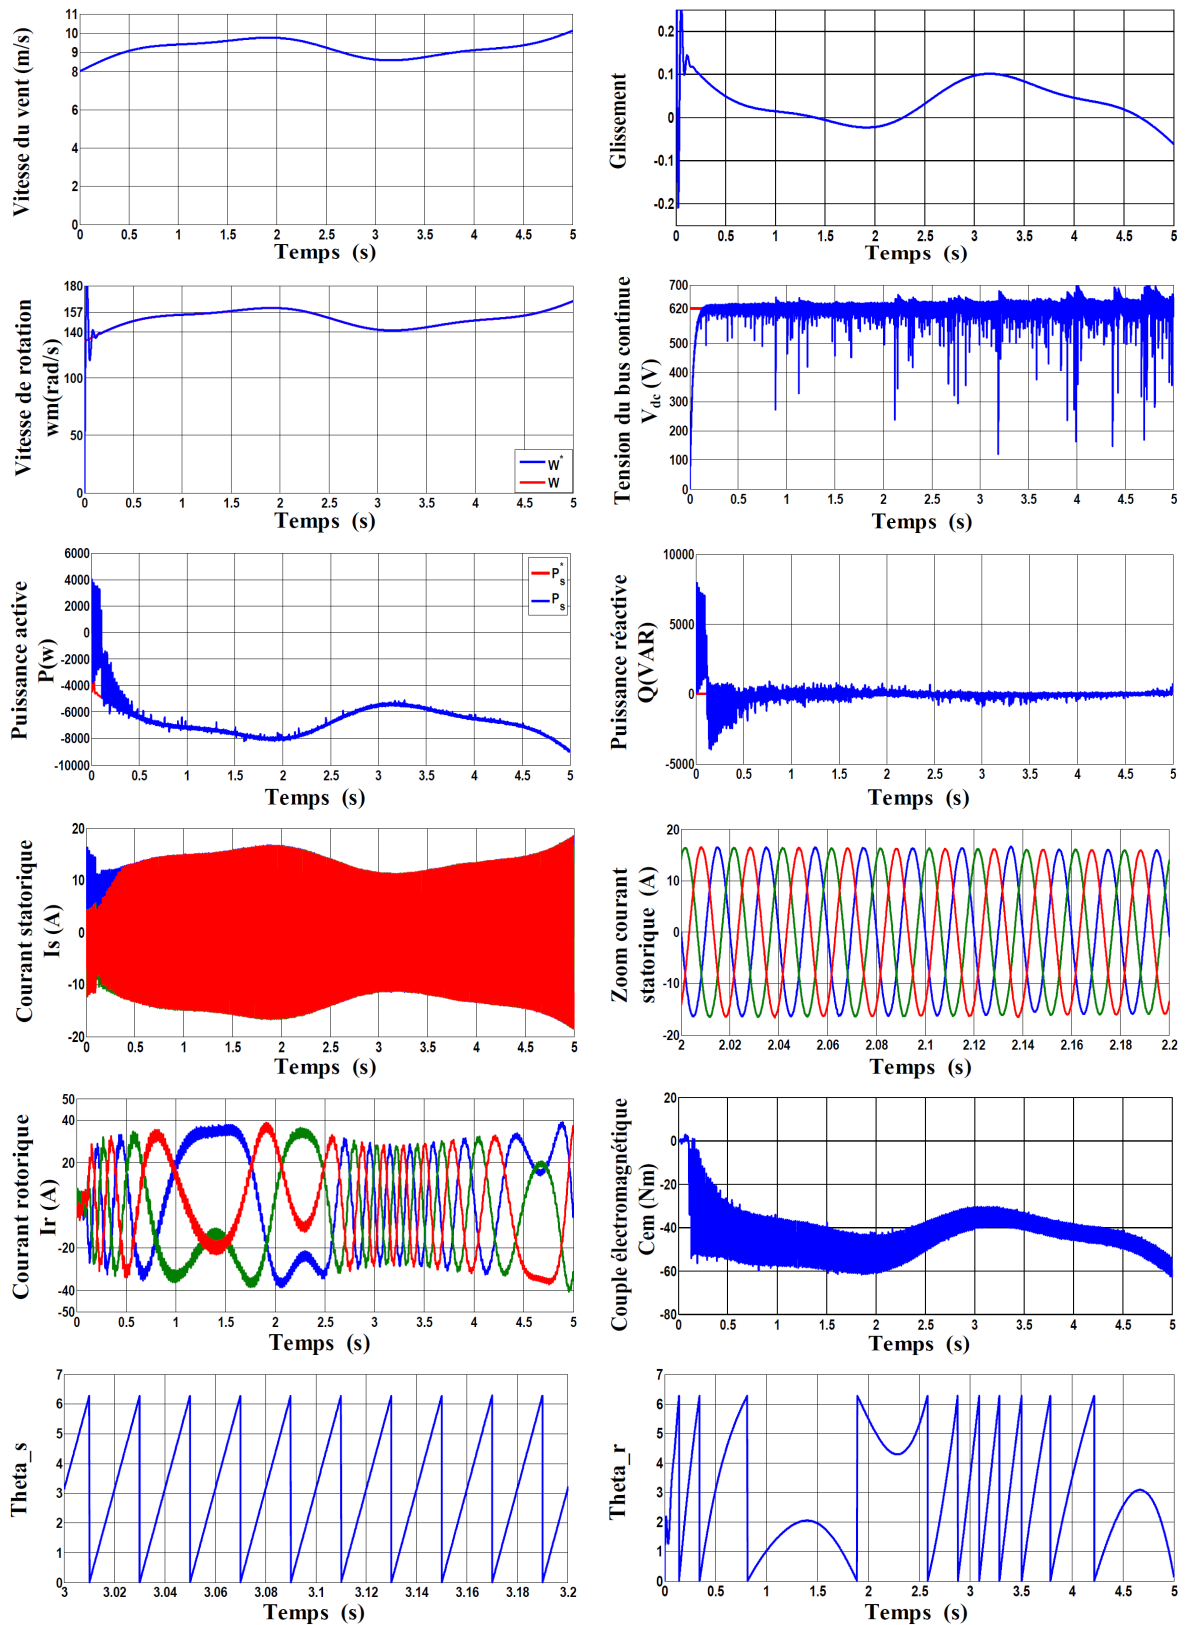 Vitesse du vent (m/s)
11
10
9
8
6
4
2
0
0 0.5 1 1.5 2 2.5 3 3.5 4 4.5 5
Temps (s)
Glissement
0.2
0.1
0
-0.1
-0.2
0 0.5 1 1.5 2 2.5 3 3.5 4 4.5 5
Temps (s)
Vitesse de rotation
wm(rad/s)
180
157
140
100
50
0
W*
W
0 0.5 1 1.5 2 2.5 3 3.5 4 4.5 5
Temps (s)
Tension du bus continue
Vdc (V)
700
620
500
400
300
200
100
0
0 0.5 1 1.5 2 2.5 3 3.5 4 4.5 5
Temps (s)
Puissance active
P(w)
6000
4000
2000
0
-2000
-4000
-6000
-8000
-10000
Ps*
Ps
0 0.5 1 1.5 2 2.5 3 3.5 4 4.5 5
Temps (s)
Puissance réactive
Q(VAR)
10000
5000
0
-5000
0 0.5 1 1.5 2 2.5 3 3.5 4 4.5 5
Temps (s)
Courant statorique
Is (A)
20
10
0
-10
-20
0 0.5 1 1.5 2 2.5 3 3.5 4 4.5 5
Temps (s)
Zoom courant
statorique (A)
20
10
0
-10
-20
2 2.02 2.04 2.06 2.08 2.1 2.12 2.14 2.16 2.18 2.2
Temps (s)
Courant rotorique
Ir (A)
50
40
20
0
-20
-40
-50
0 0.5 1 1.5 2 2.5 3 3.5 4 4.5 5
Temps (s)
Couple électromagnétique
Cem (Nm)
20
0
-20
-40
-60
-80
0 0.5 1 1.5 2 2.5 3 3.5 4 4.5 5
Temps (s)
Theta_s
7
6
5
4
3
2
1
0
3 3.02 3.04 3.06 3.08 3.1 3.12 3.14 3.16 3.18 3.2
Temps (s)
Theta_r
7
6
5
4
3
2
1
0
0 0.5 1 1.5 2 2.5 3 3.5 4 4.5 5
Temps (s)